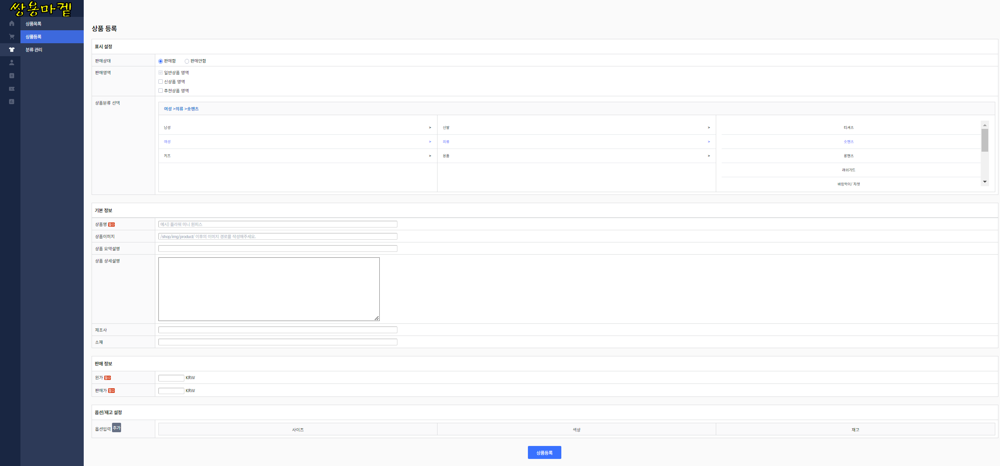 쌍용마켙
상품목록
상품등록
분류 관리
상품 등록
표시 설정
판매상태
판매함 판매안함
판매영역
일반상품 영역
신상품 영역
추천상품 영역
상품분류 선택
여성 >의류 >숏팬츠
남성 >
신발 >
티셔츠
여성 >
의류 >
숏팬츠
키즈 >
용품 >
롱팬츠
래쉬가드
바람막이/ 자켓
기본 정보
상품명 필수
예시) 플라워 미니 원피스
상품이미지
/shop/img/product/ 이후의 이미지 경로를 작성해주세요.
상품 요약설명
상품 상세설명
제조사
소재
판매 정보
원가 필수 KRW
판매가 필수 KRW
옵션/재고 설정
옵션입력 추가
사이즈 색상 재고
상품등록